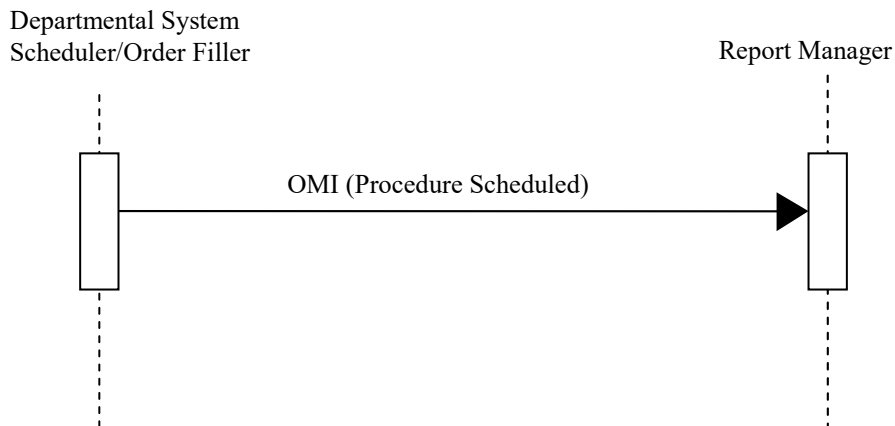 Departmental System
Scheduler/Order Filler
Report Manager
OMI (Procedure Scheduled)